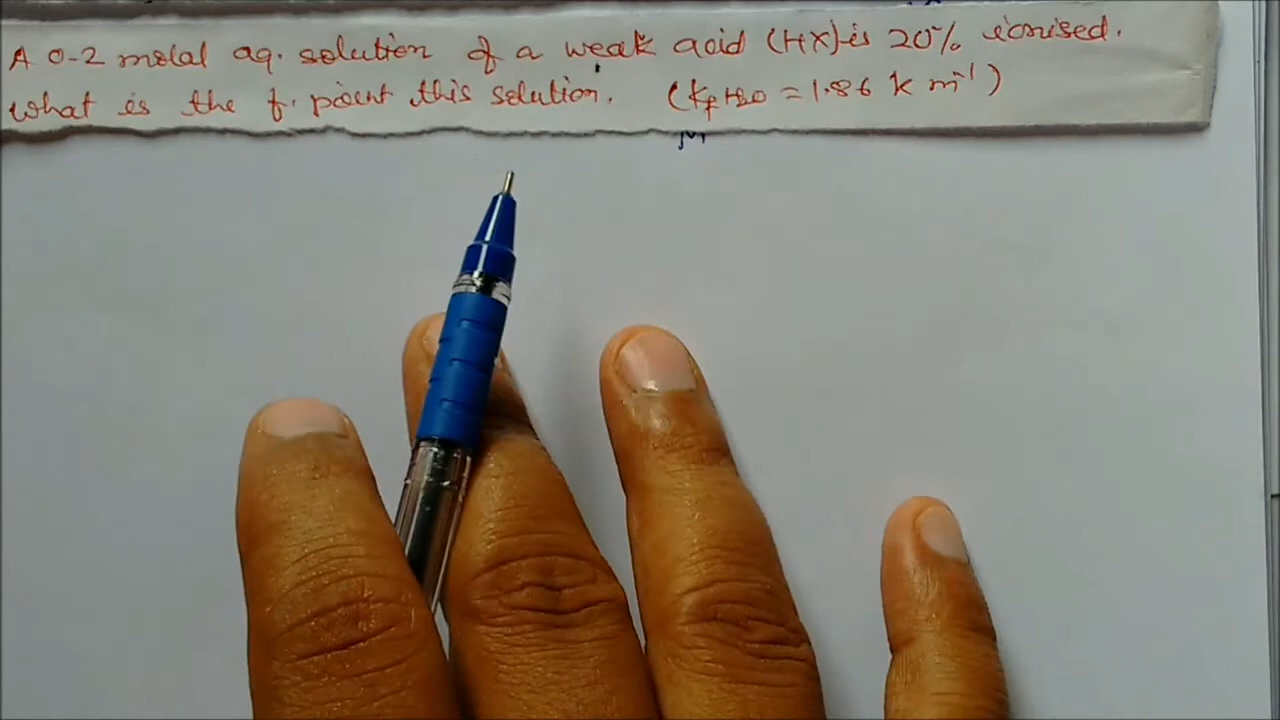 A 0.2 molal aq. solution of a weak acid (HX) is 20% ionised.
what is the f. point this solution. (Kf H2O = 1.86 K m⁻¹)